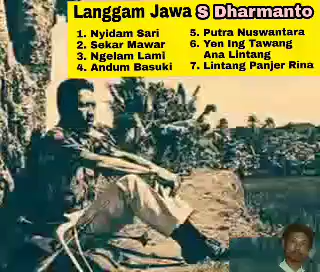 Langgam Jawa S Dharmanto
1. Nyidam Sari
2. Sekar Mawar
3. Ngelam Lami
4. Andum Basuki
5. Putra Nuswantara
6. Yen Ing Tawang
Ana Lintang
7. Lintang Panjer Rina